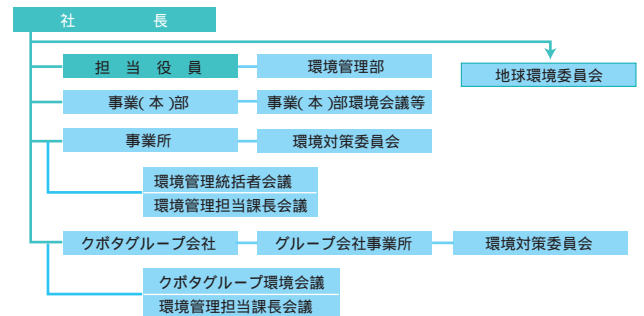 社長
担当役員
環境管理部
地球環境委員会
事業(本)部
事業(本)部環境会議等
事業所
環境対策委員会
環境管理統括者会議
環境管理担当課長会議
クボタグループ会社
グループ会社事業所
環境対策委員会
クボタグループ環境会議
環境管理担当課長会議